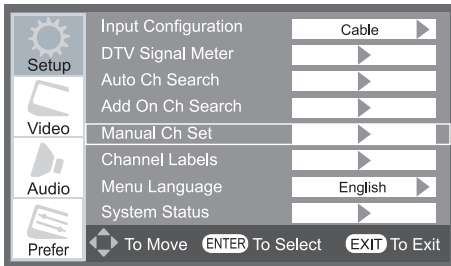 Setup
Video
Audio
Prefer
Input Configuration Cable
DTV Signal Meter
Auto Ch Search
Add On Ch Search
Manual Ch Set
Channel Labels
Menu Language English
System Status
To Move ENTER To Select EXIT To Exit